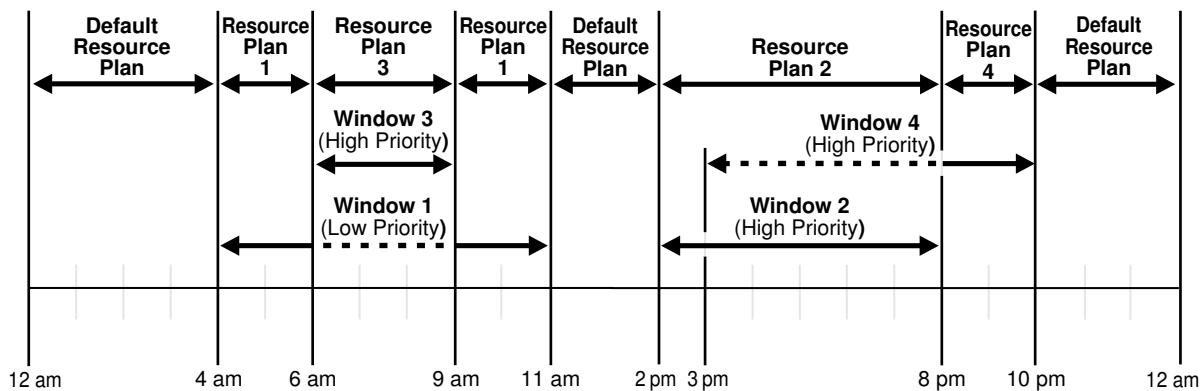 Default
Resource
Plan
Resource
Plan
1
Resource
Plan
3
Resource
Plan
1
Default
Resource
Plan
Resource
Plan 2
Resource
Plan
4
Default
Resource
Plan
Window 3
(High Priority)
Window 4
(High Priority)
Window 1
(Low Priority)
Window 2
(High Priority)
12 am 4 am 6 am 9 am 11 am 2 pm 3 pm 8 pm 10 pm 12 am